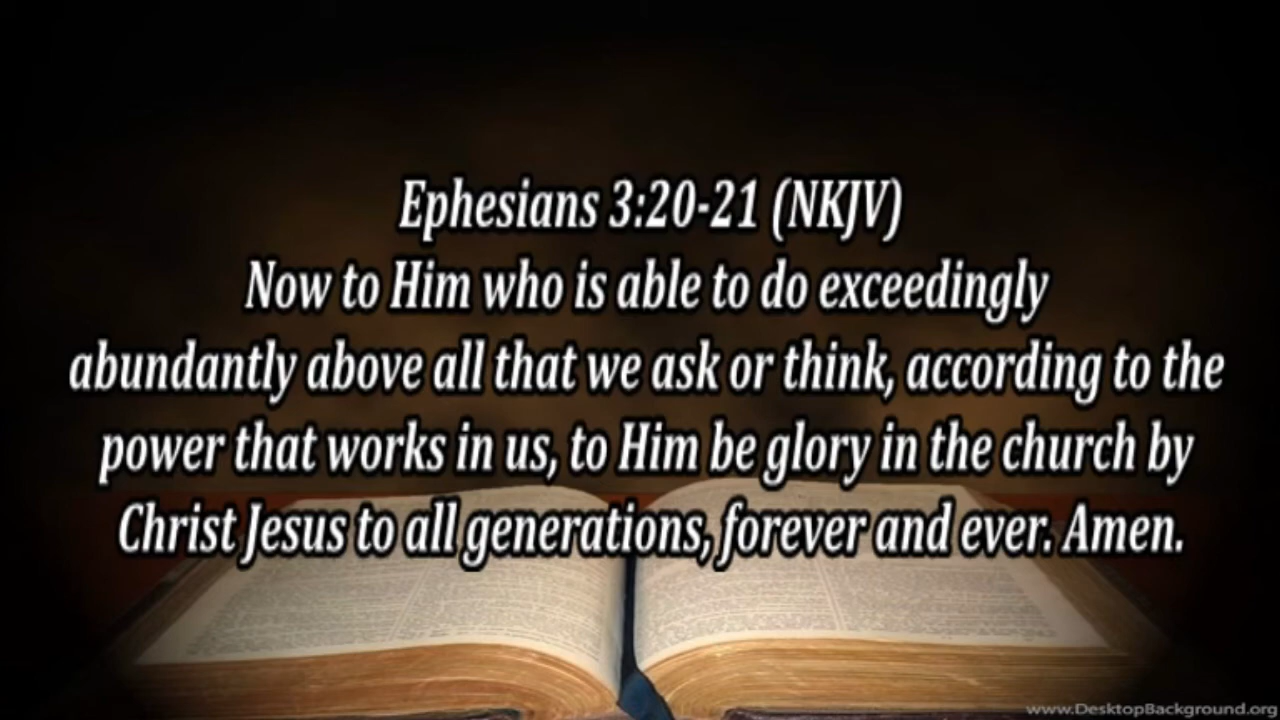 Ephesians 3:20-21 (NKJV)
Now to Him who is able to do exceedingly
abundantly above all that we ask or think, according to the
power that works in us, to Him be glory in the church by
Christ Jesus to all generations, forever and ever. Amen.
www.DesktopBackground.org